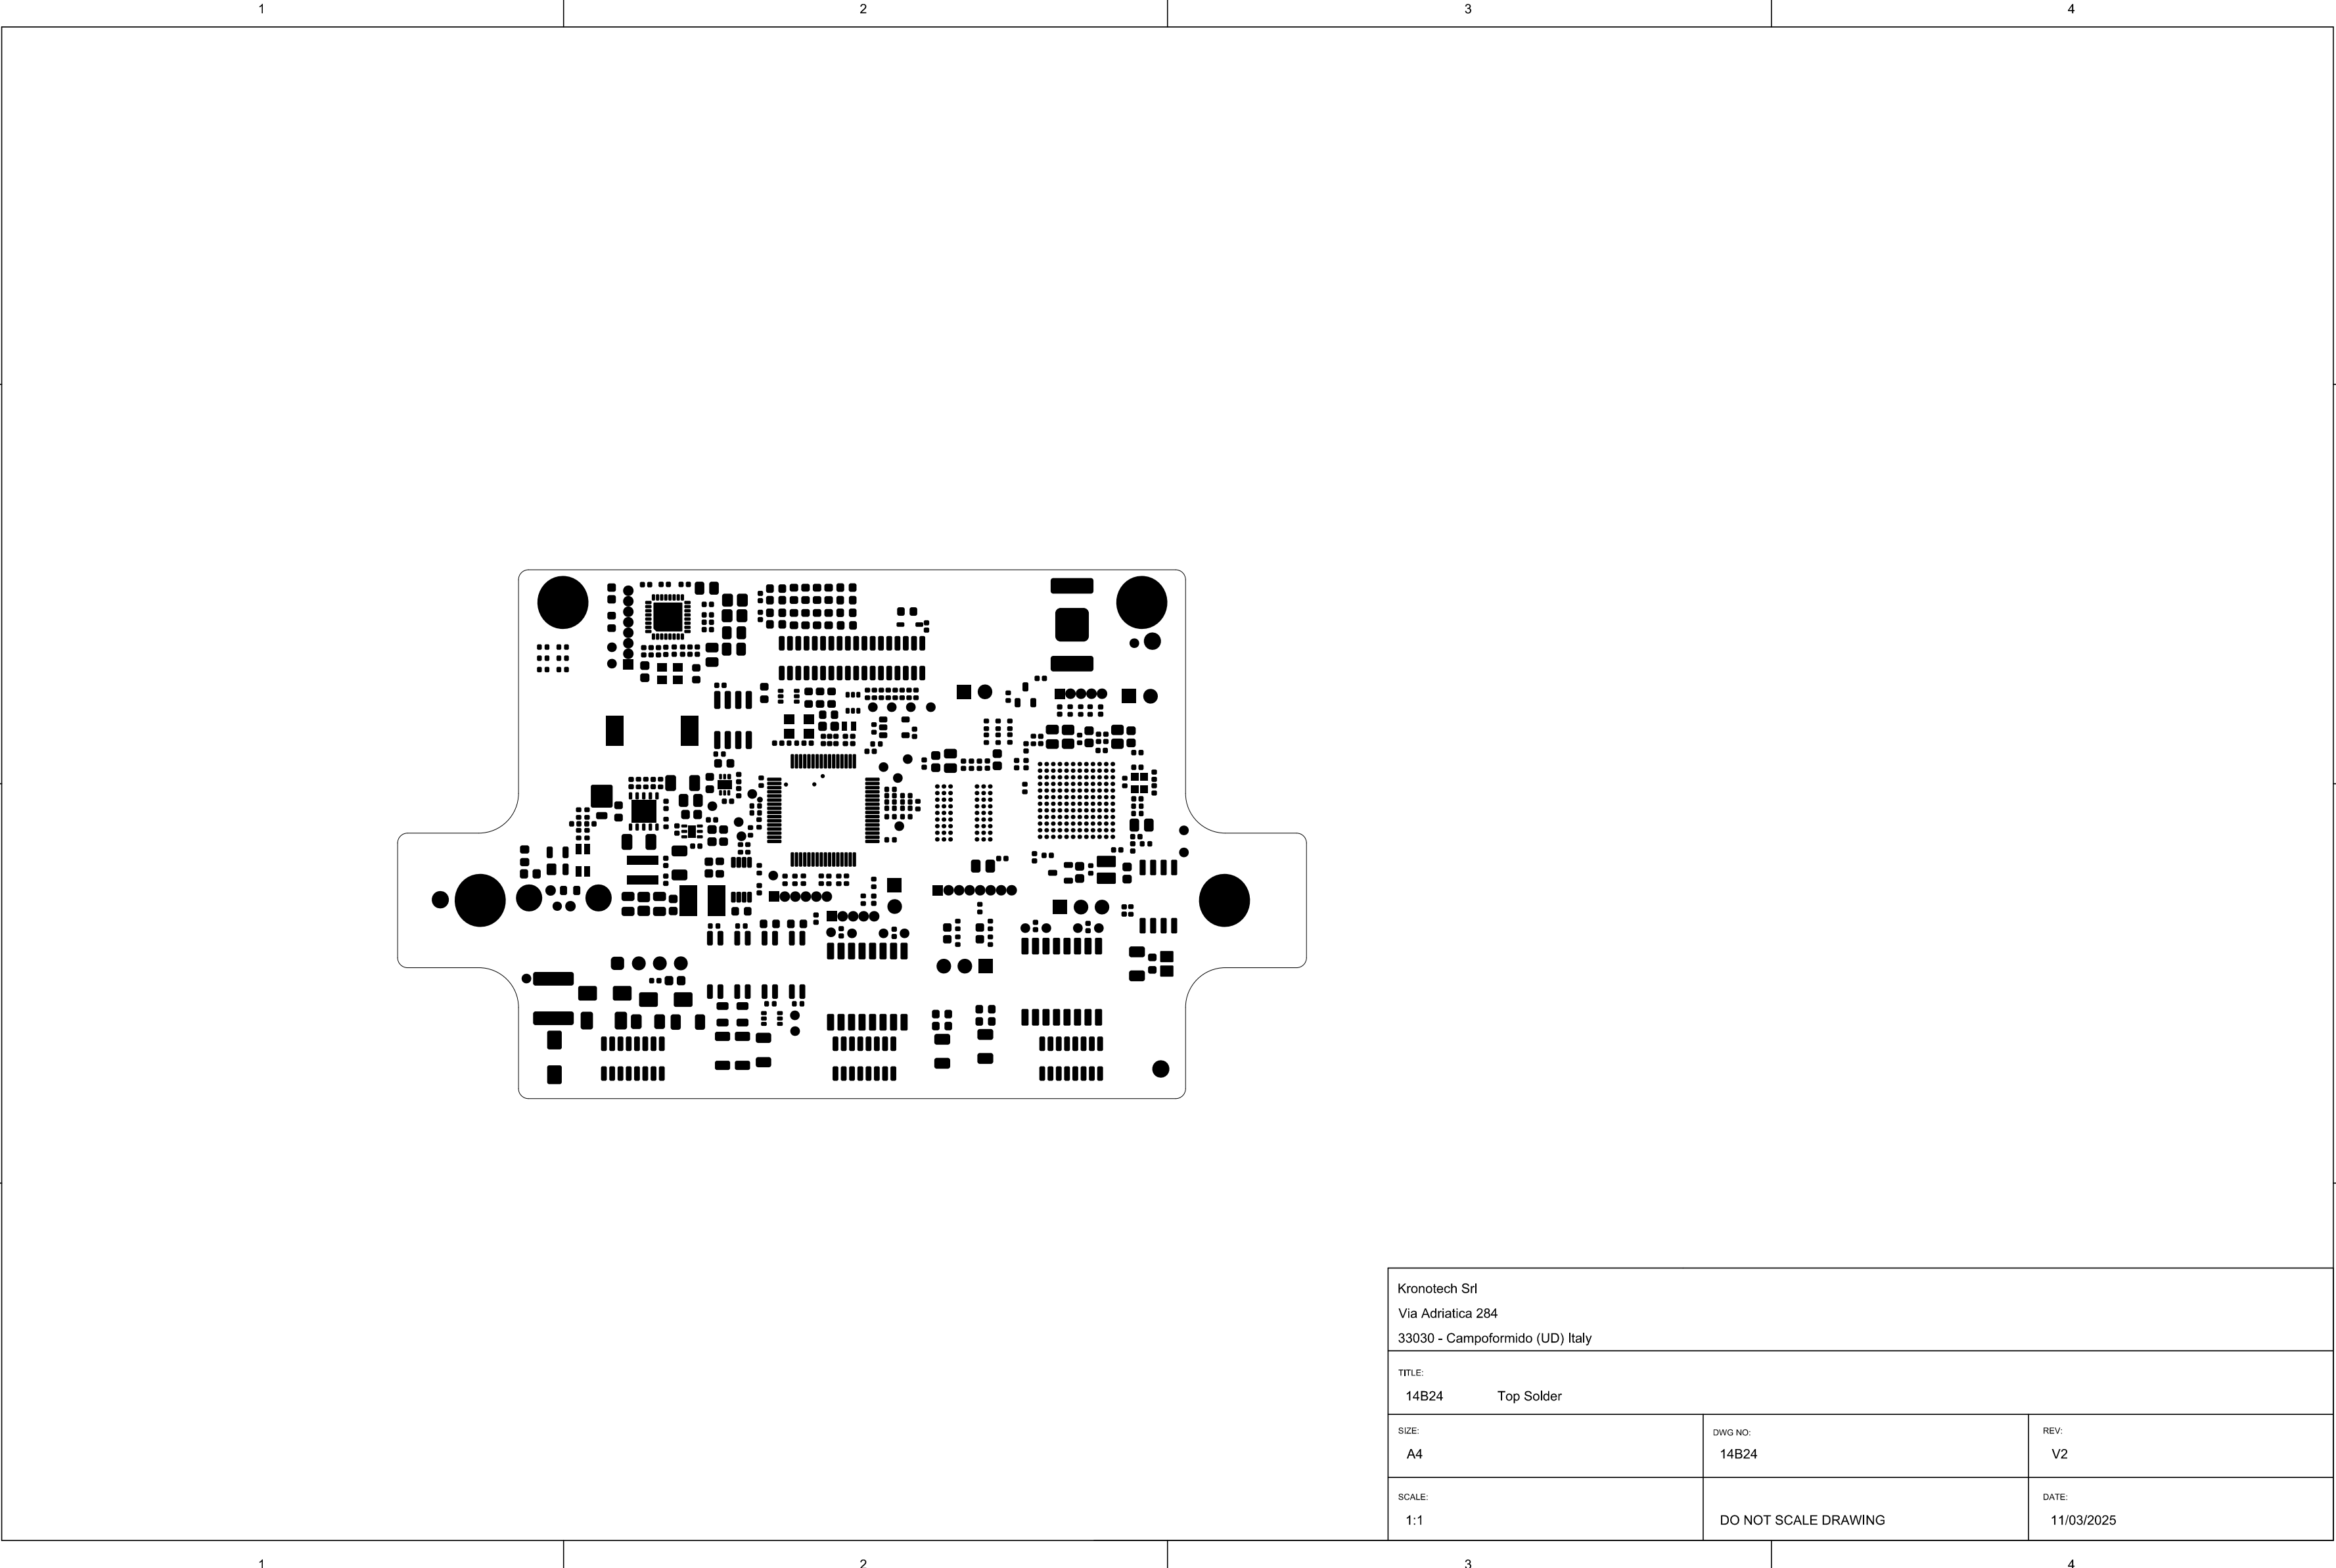 1 2 3 4
Kronotech Srl
Via Adriatica 284
33030 - Campoformido (UD) Italy
TITLE:
14B24 Top Solder
SIZE: DWG NO: REV:
A4 14B24 V2
SCALE: DATE:
1:1 DO NOT SCALE DRAWING 11/03/2025
1 2 3 4